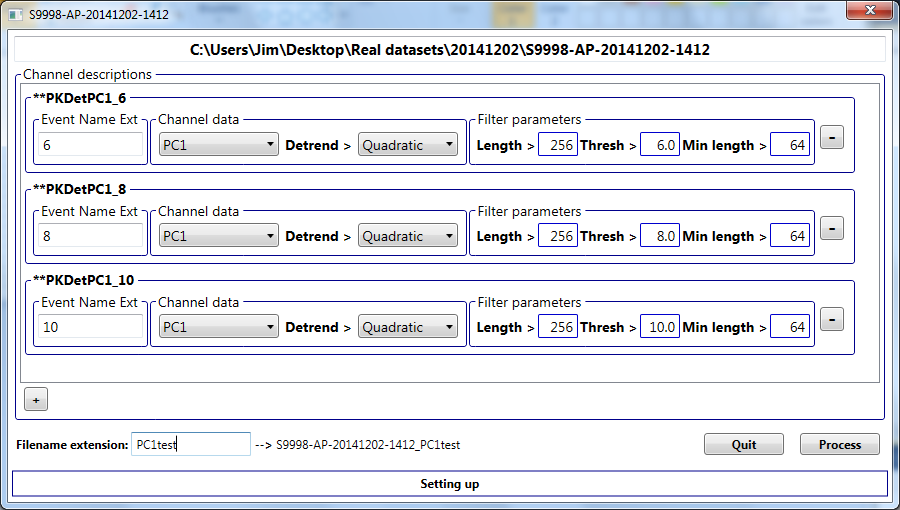 S9998-AP-20141202-1412
C:\Users\Jim\Desktop\Real datasets\20141202\S9998-AP-20141202-1412
Channel descriptions
**PKDetPC1_6
Event Name Ext Channel data Filter parameters
6 PC1 Detrend > Quadratic Length > 256 Thresh > 6.0 Min length > 64 -
**PKDetPC1_8
Event Name Ext Channel data Filter parameters
8 PC1 Detrend > Quadratic Length > 256 Thresh > 8.0 Min length > 64 -
**PKDetPC1_10
Event Name Ext Channel data Filter parameters
10 PC1 Detrend > Quadratic Length > 256 Thresh > 10.0 Min length > 64 -
+
Filename extension: PC1test --> S9998-AP-20141202-1412_PC1test Quit Process
Setting up